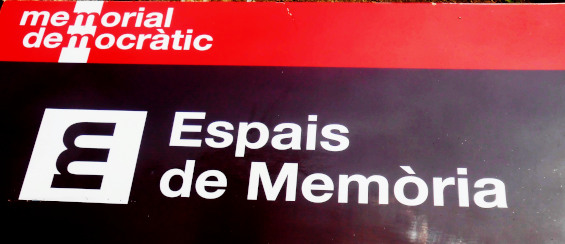 memorial
democràtic
Espais
de Memòria